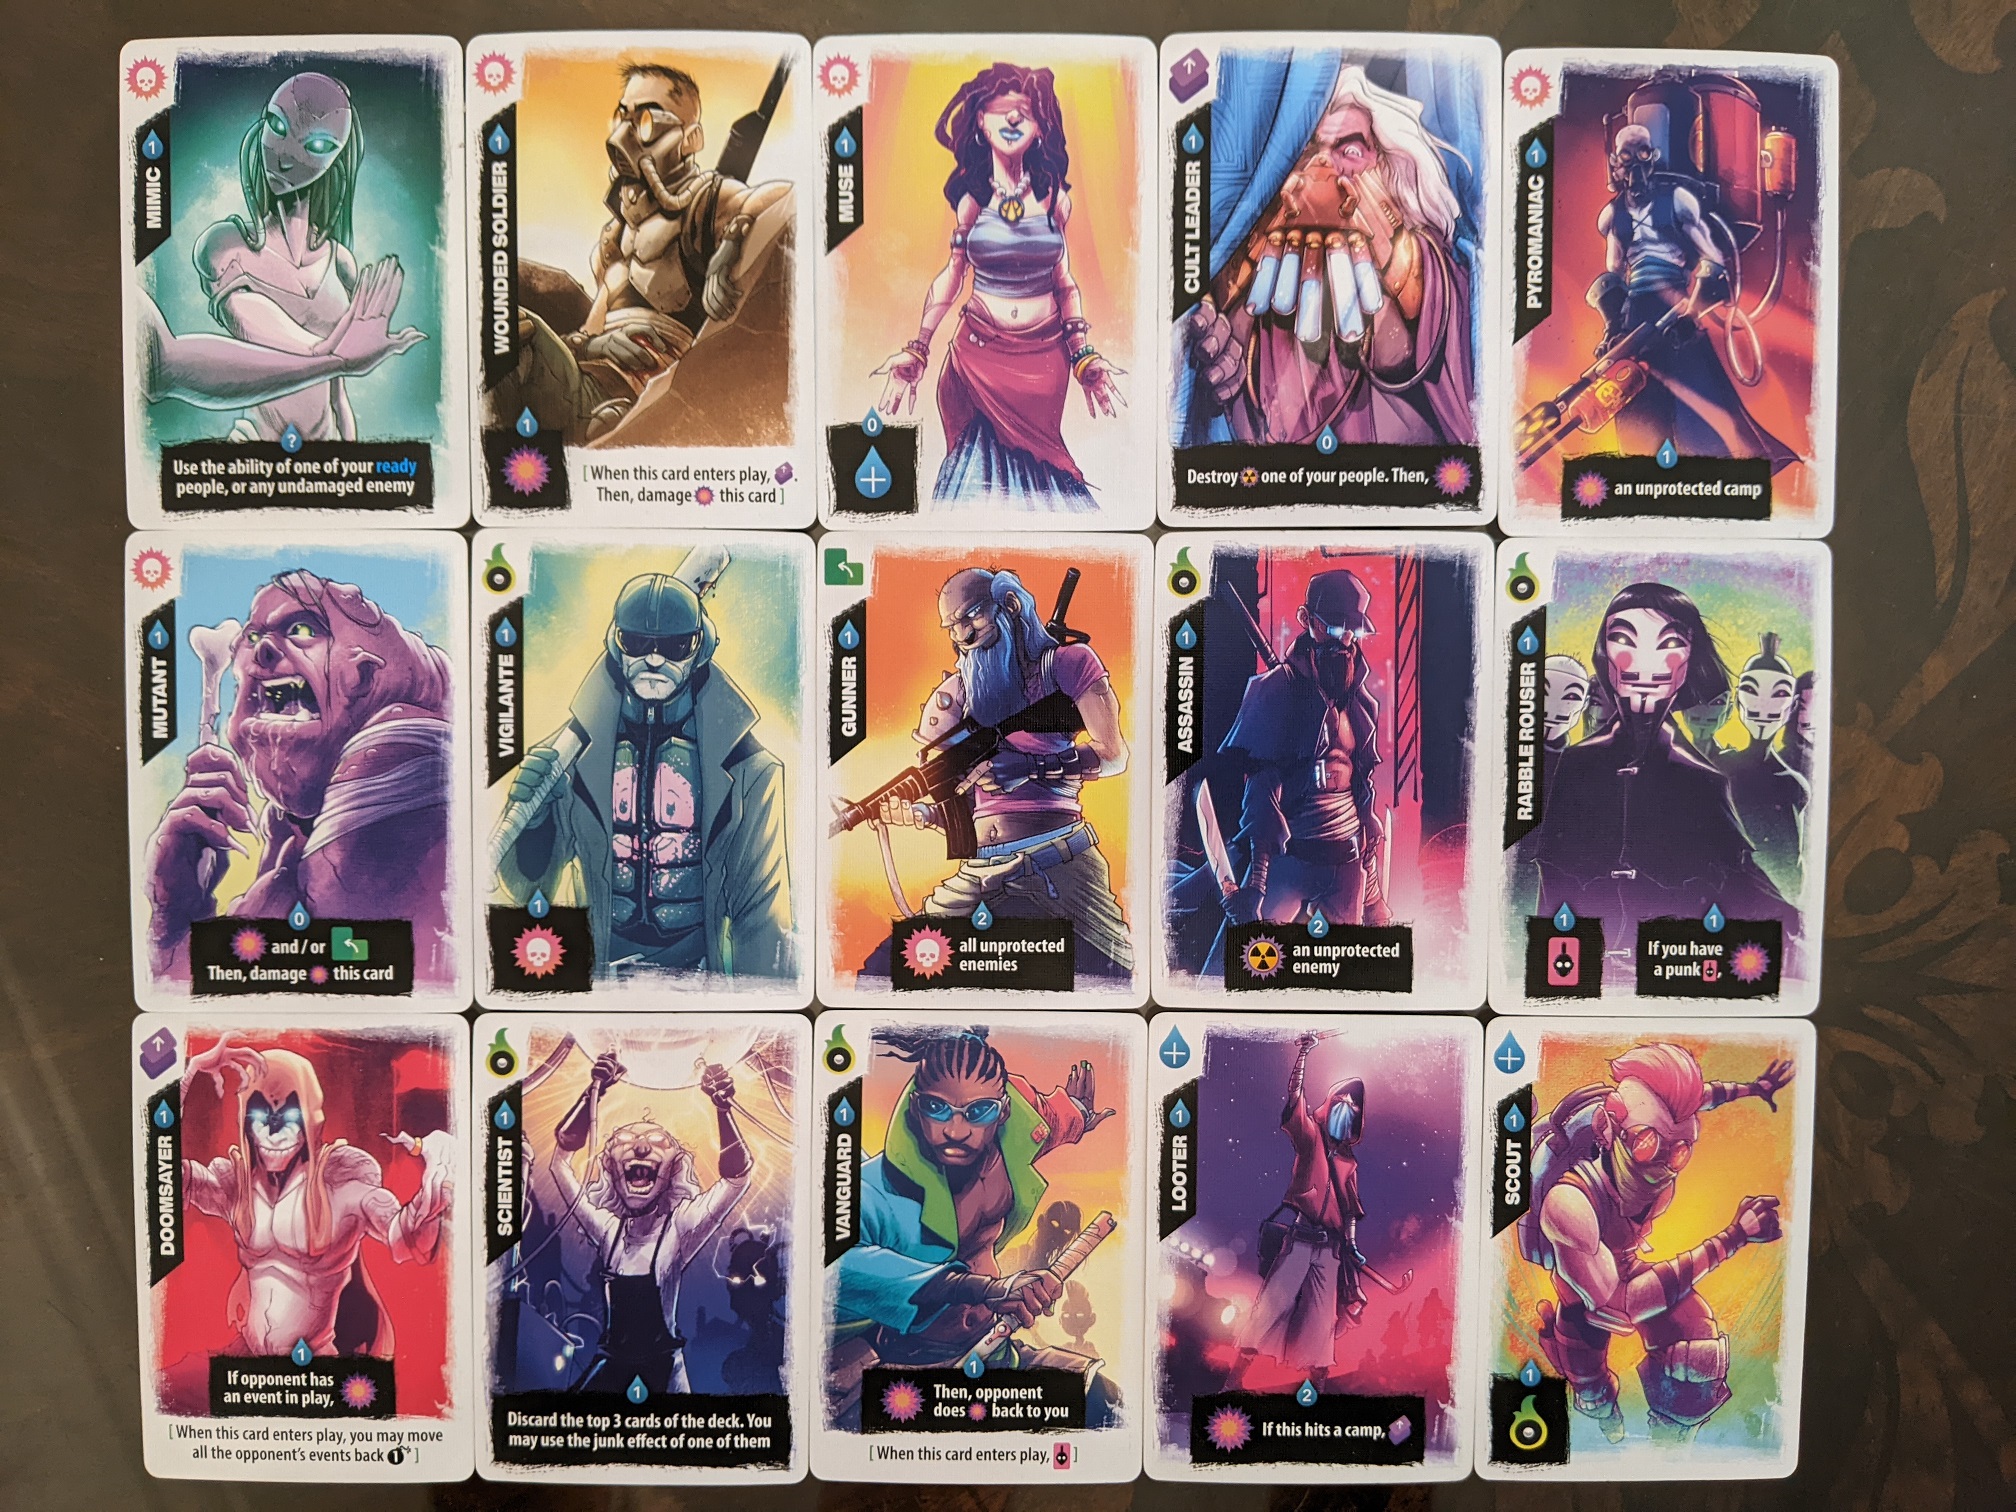 MIMIC 1
?
Use the ability of one of your ready
people, or any undamaged enemy
WOUNDED SOLDIER 1
1
[ When this card enters play, .
Then, damage this card ]
MUSE 1
0
CULT LEADER 1
0
Destroy one of your people. Then,
PYROMANIAC 1
1
an unprotected camp
MUTANT 1
0
and / or
Then, damage this card
VIGILANTE 1
1
GUNNER 1
2
all unprotected
enemies
ASSASSIN 1
2
an unprotected
enemy
RABBLE ROUSER 1
1
1
If you have
a punk ,
DOOMSAYER 1
1
If opponent has
an event in play,
[ When this card enters play, you may move
all the opponent's events back 1 ]
SCIENTIST 1
1
Discard the top 3 cards of the deck. You
may use the junk effect of one of them
VANGUARD 1
1
Then, opponent
does back to you
[ When this card enters play, ]
LOOTER 1
2
If this hits a camp,
SCOUT 1
1